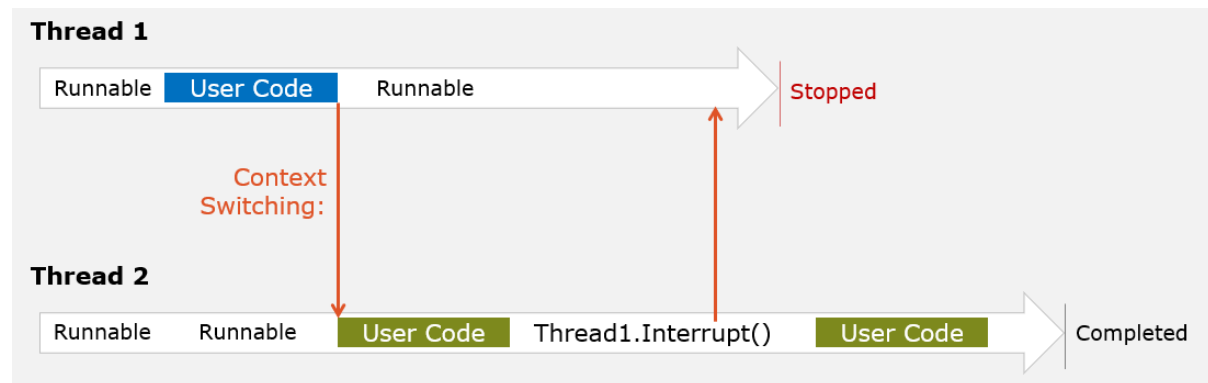 Thread 1
Runnable User Code Runnable
Stopped
Context
Switching:
Thread 2
Runnable Runnable User Code Thread1.Interrupt() User Code Completed